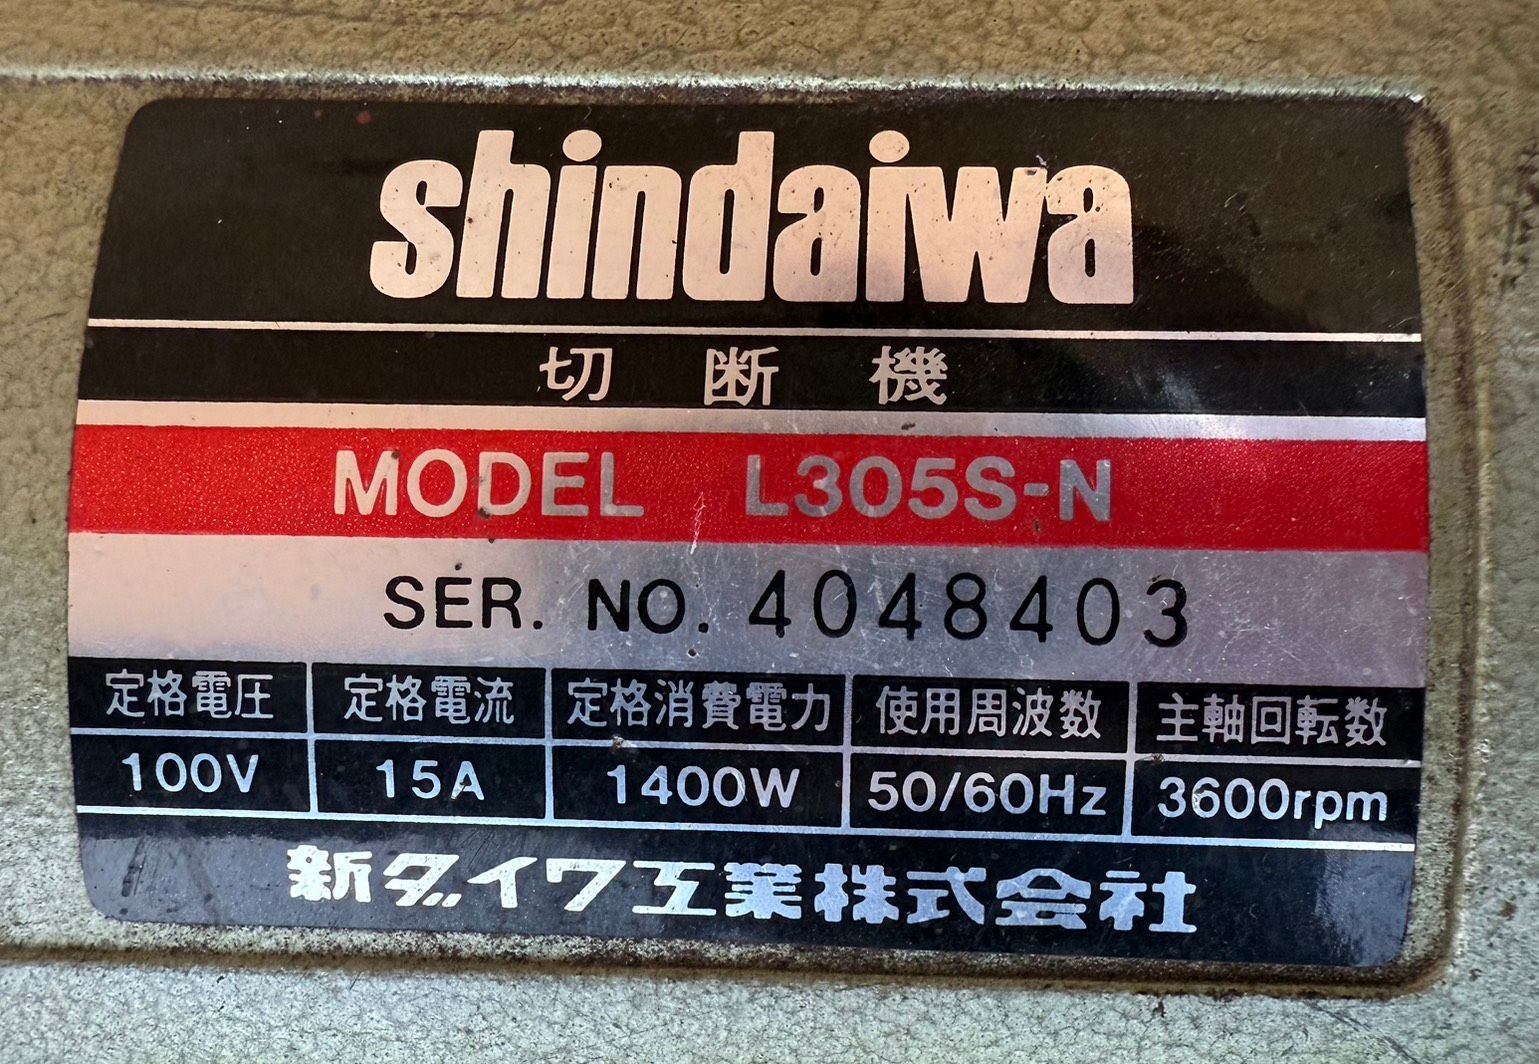 shindaiwa
切断機
MODEL L305S-N
SER. NO. 4048403
定格電圧 定格電流 定格消費電力 使用周波数 主軸回転数
100V 15A 1400W 50/60Hz 3600rpm
新ダイワ工業株式会社